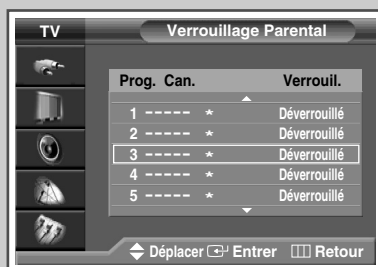 TV Verrouillage Parental
Prog. Can. Verrouil.
1 ----- * Déverrouillé
2 ----- * Déverrouillé
3 ----- * Déverrouillé
4 ----- * Déverrouillé
5 ----- * Déverrouillé
Déplacer Entrer Retour